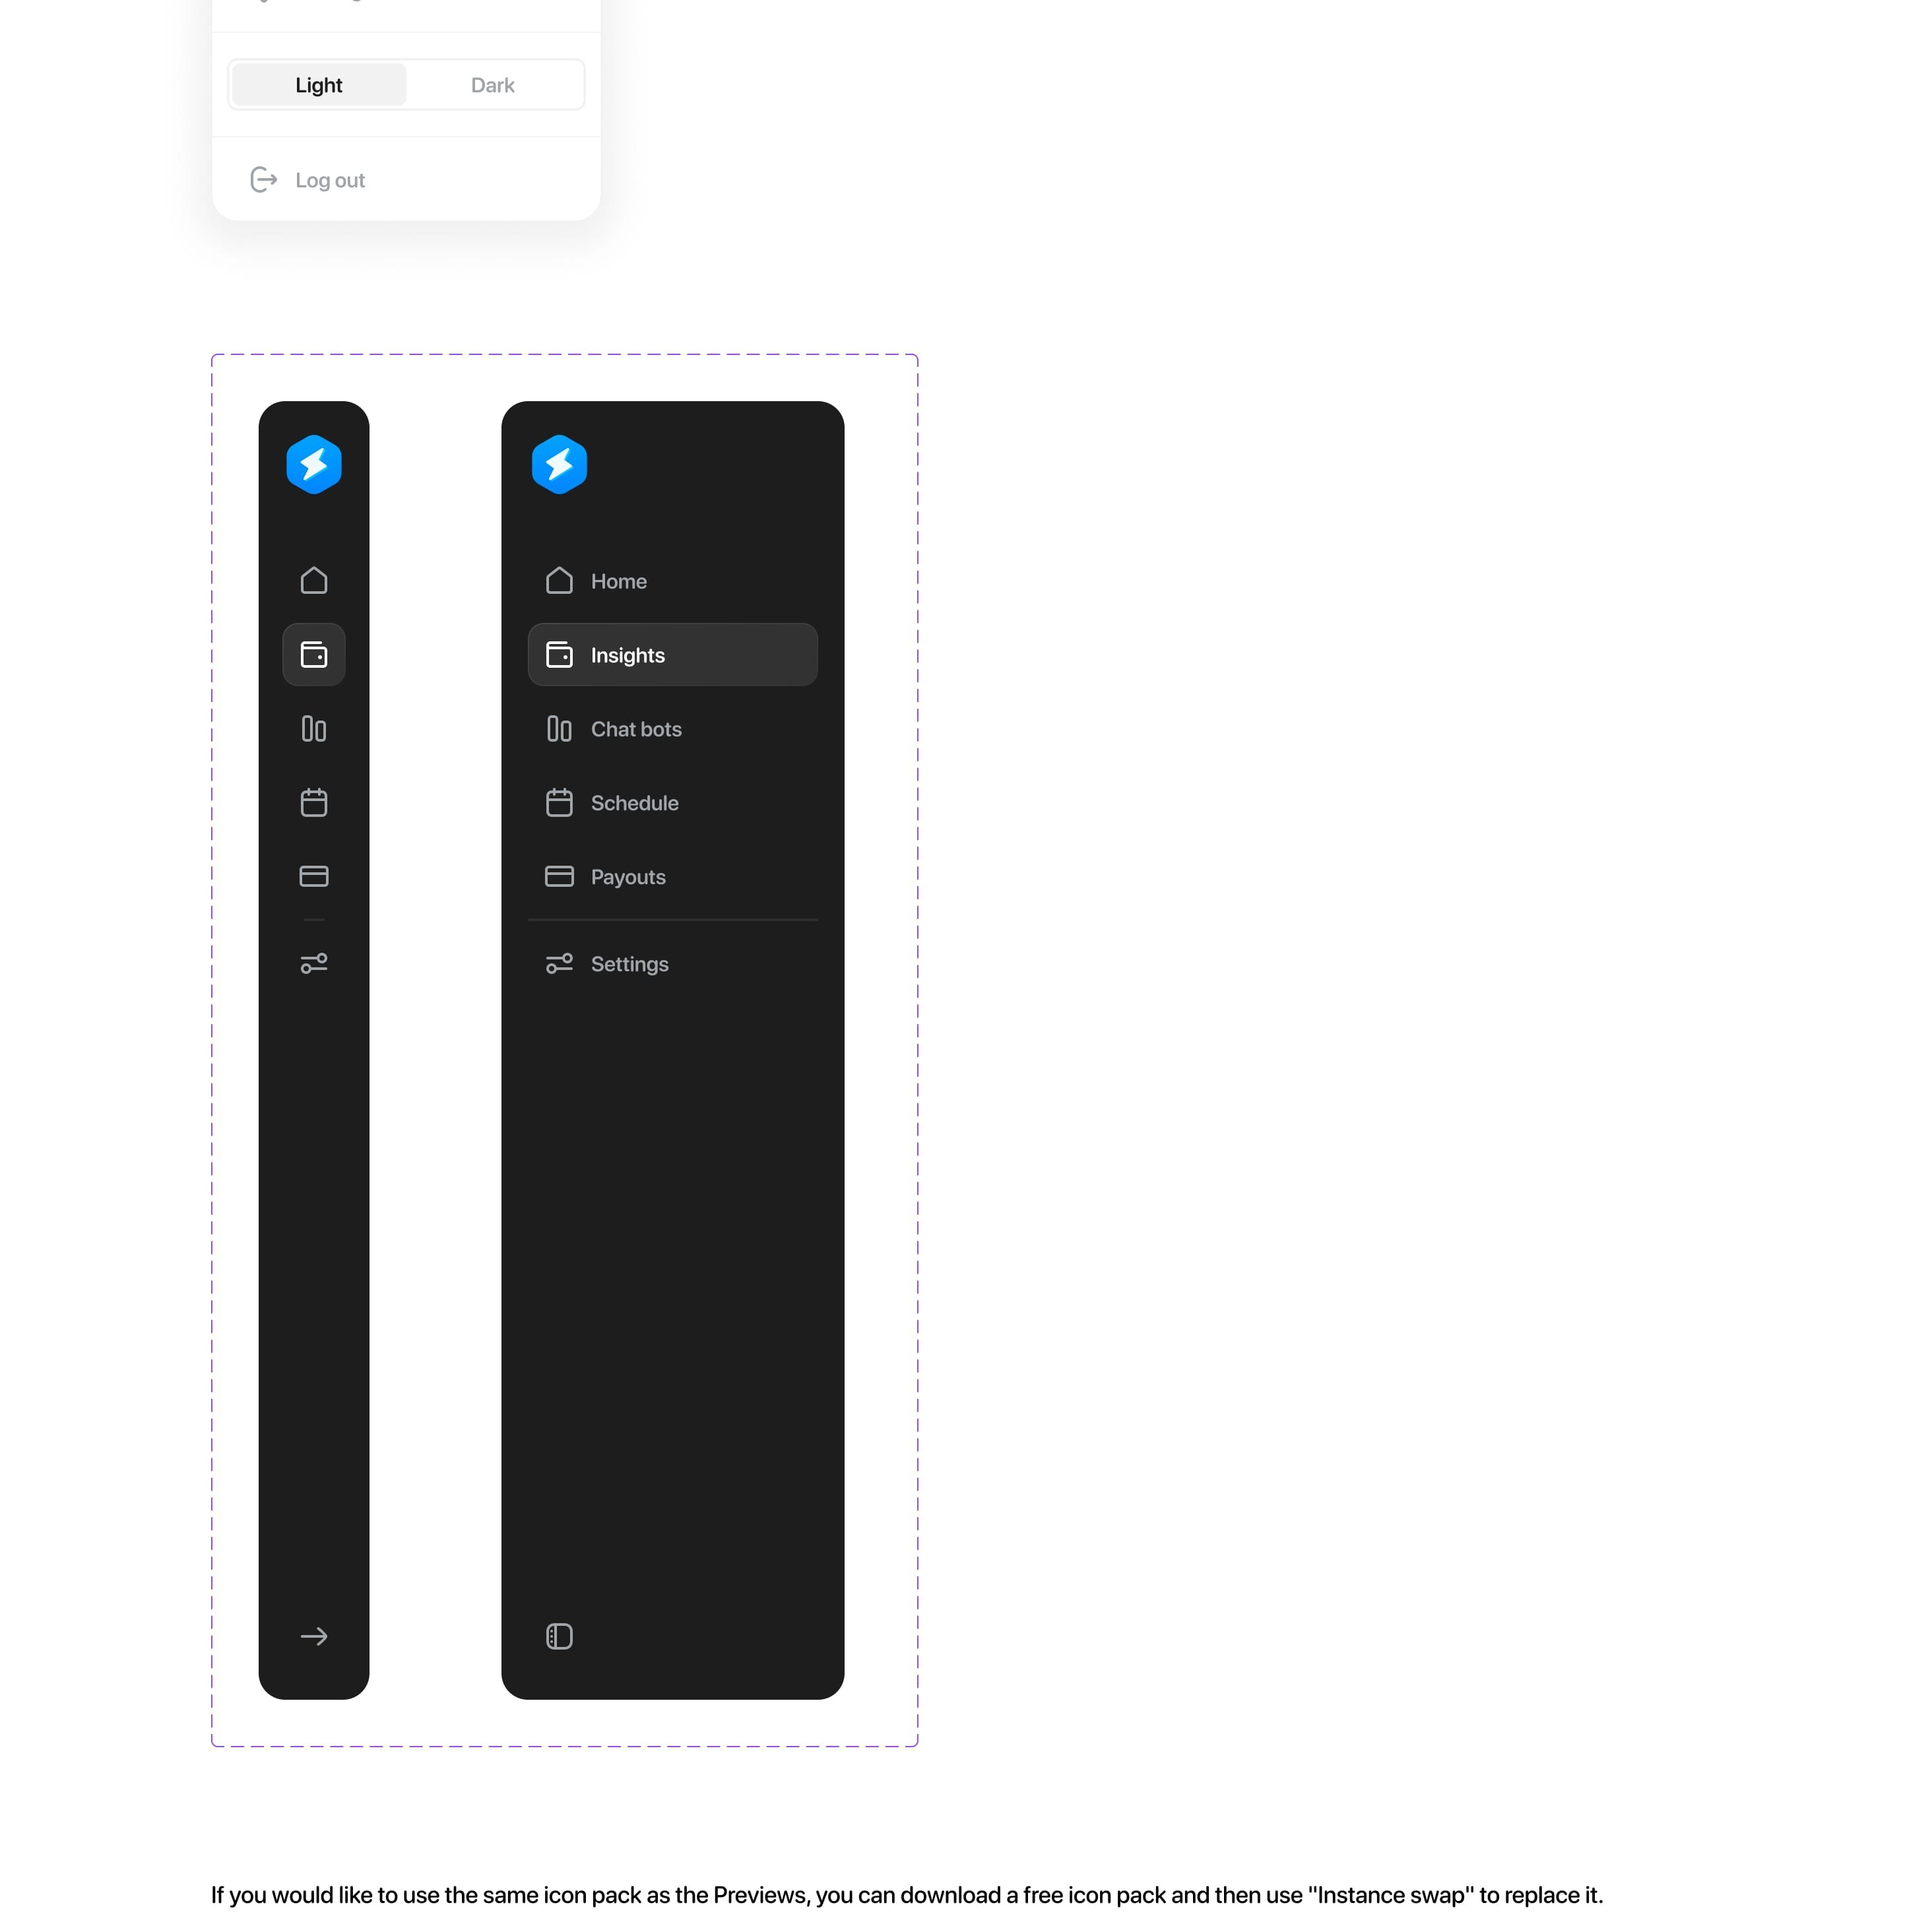 Light
Dark
Log out
Home
Insights
Chat bots
Schedule
Payouts
Settings
If you would like to use the same icon pack as the Previews, you can download a free icon pack and then use "Instance swap" to replace it.